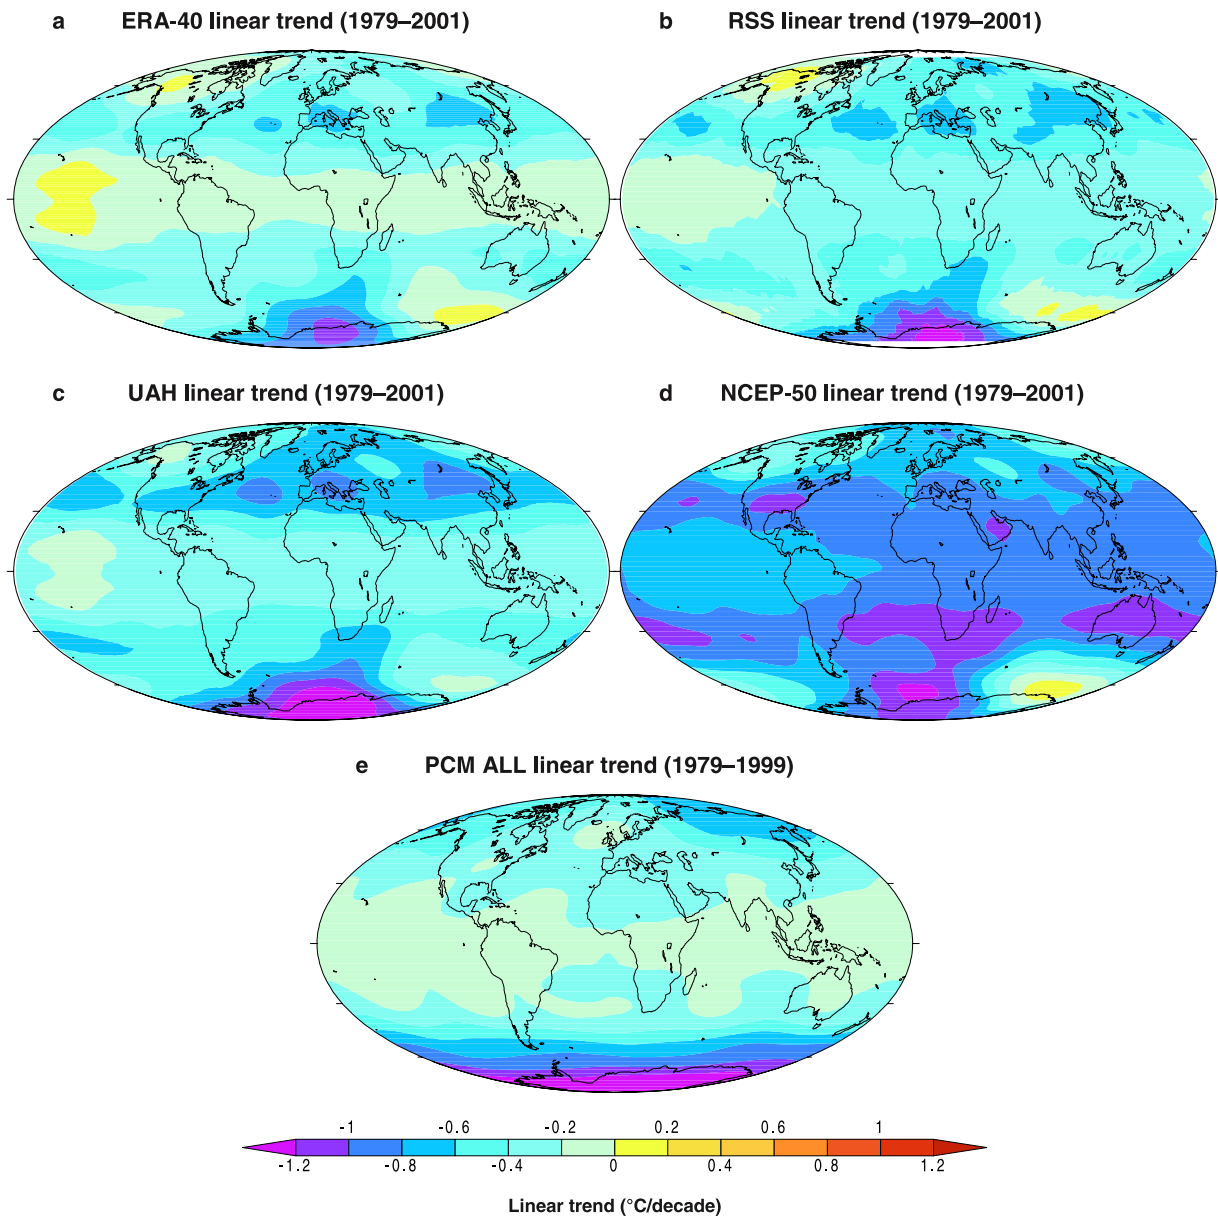 a ERA-40 linear trend (1979–2001)
b RSS linear trend (1979–2001)
c UAH linear trend (1979–2001)
d NCEP-50 linear trend (1979–2001)
e PCM ALL linear trend (1979–1999)
-1 -0.6 -0.2 0.2 0.6 1
-1.2 -0.8 -0.4 0 0.4 0.8 1.2
Linear trend (°C/decade)